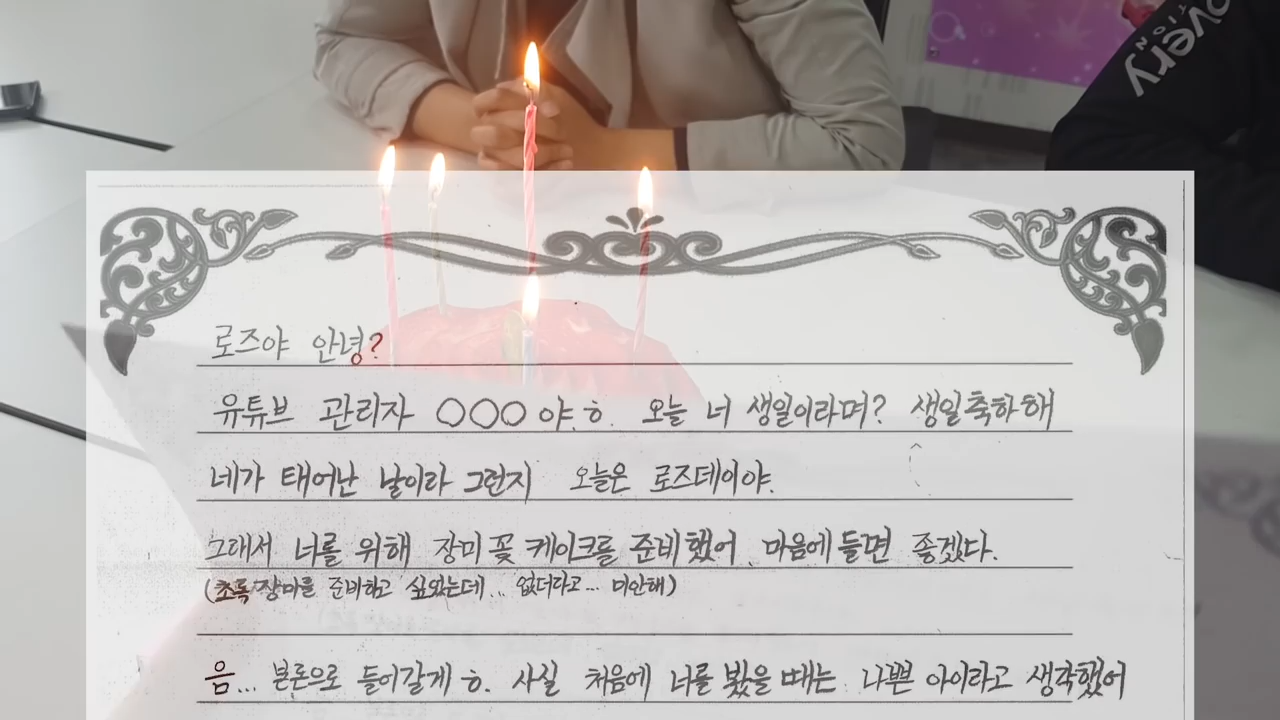 overy
TION
로즈야 안녕?
유튜브 관리자 ○○○야.ㅎ. 오늘 너 생일이라며? 생일축하해
네가 태어난 날이라 그런지 오늘은 로즈데이야.
그래서 너를 위해 장미꽃 케이크를 준비했어. 마음에 들면 좋겠다.
(초록 장미를 준비하고 싶었는데... 없더라고... 미안해)
음... 본론으로 들어갈게 ㅎ. 사실 처음에 너를 봤을 때는 나쁜 아이라고 생각했어